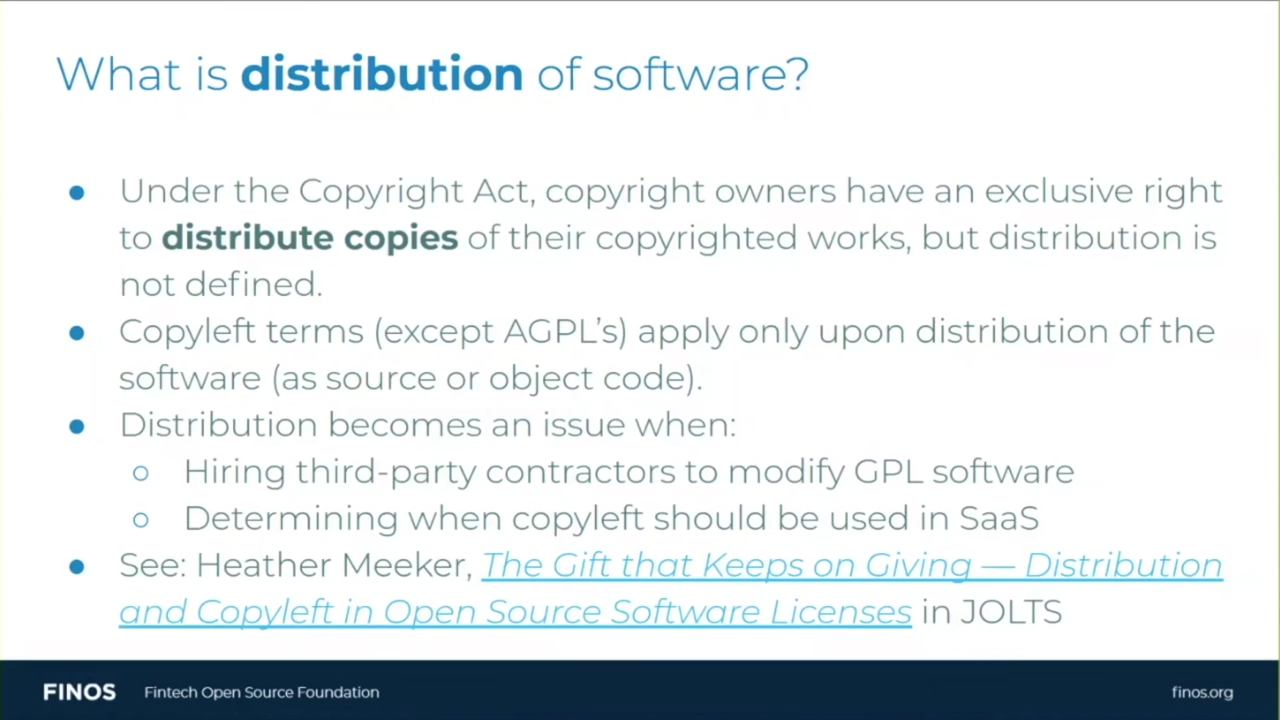 What is distribution of software?
● Under the Copyright Act, copyright owners have an exclusive right
to distribute copies of their copyrighted works, but distribution is
not defined.
● Copyleft terms (except AGPL's) apply only upon distribution of the
software (as source or object code).
● Distribution becomes an issue when:
○ Hiring third-party contractors to modify GPL software
○ Determining when copyleft should be used in SaaS
● See: Heather Meeker, The Gift that Keeps on Giving — Distribution
and Copyleft in Open Source Software Licenses in JOLTS
FINOS Fintech Open Source Foundation finos.org